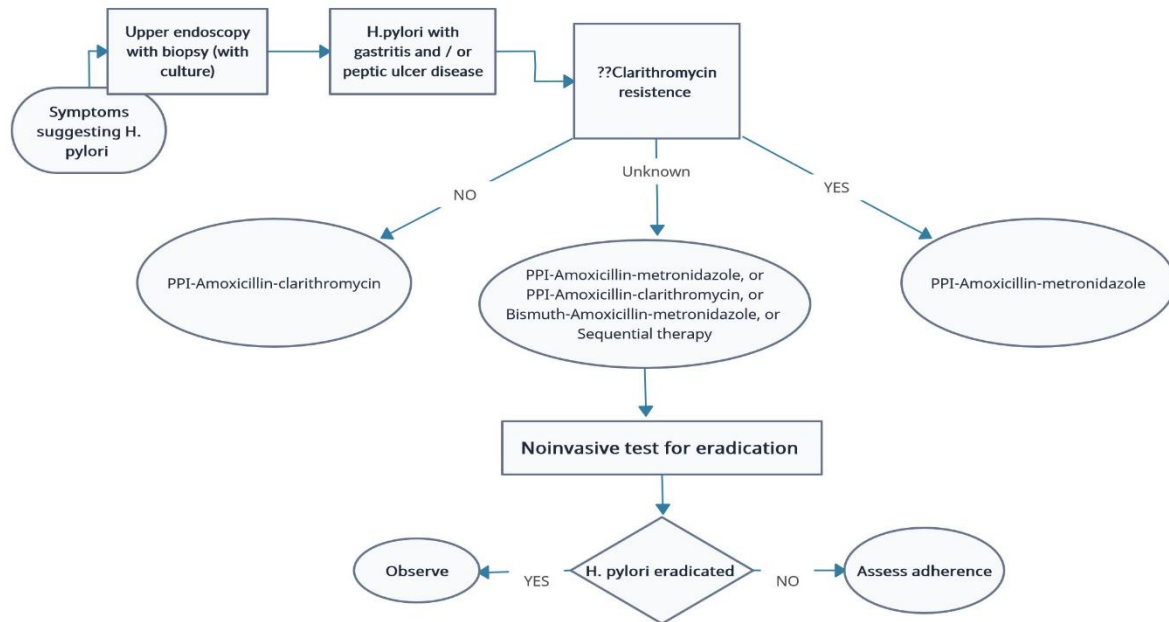 Upper endoscopy
with biopsy (with
culture)
H.pylori with
gastritis and / or
peptic ulcer disease
??Clarithromycin
resistence
Symptoms
suggesting H.
pylori
NO
Unknown
YES
PPI-Amoxicillin-clarithromycin
PPI-Amoxicillin-metronidazole, or
PPI-Amoxicillin-clarithromycin, or
Bismuth-Amoxicillin-metronidazole, or
Sequential therapy
PPI-Amoxicillin-metronidazole
Noinvasive test for eradication
Observe
YES
H. pylori eradicated
NO
Assess adherence